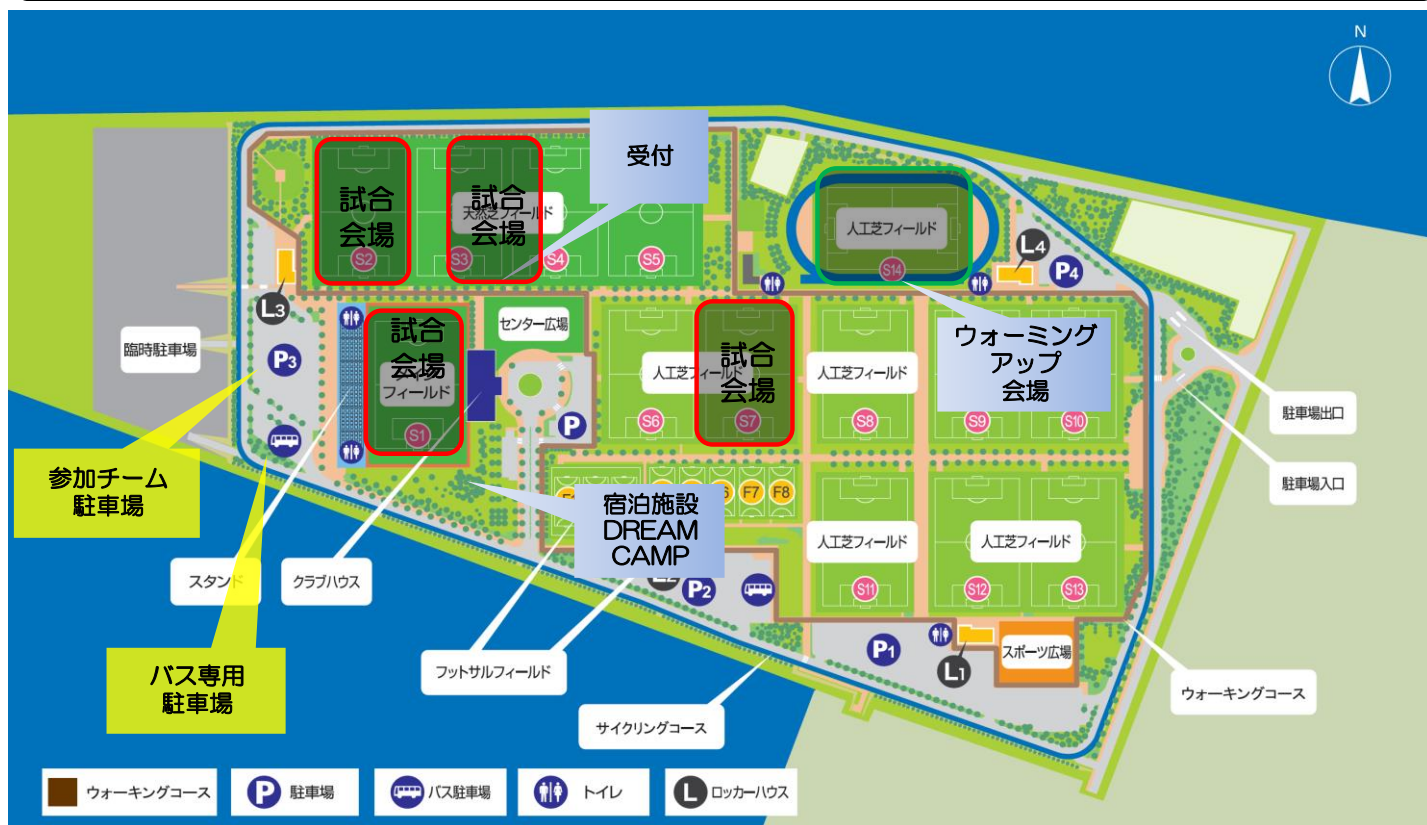 N
受付
試合
会場
試合
会場
天然芝フィールド
S2
S3
S4
S5
人工芝フィールド
S14
L4
P4
L3
P3
臨時駐車場
試合
会場
フィールド
S1
センター広場
P
人工芝フィールド
試合
会場
S6
S7
人工芝フィールド
S8
ウォーミング
アップ
会場
S9
S10
駐車場出口
駐車場入口
参加チーム
駐車場
F7
F8
宿泊施設
DREAM
CAMP
人工芝フィールド
S11
人工芝フィールド
S12
S13
スタンド
クラブハウス
L2
P2
P1
L1
スポーツ広場
バス専用
駐車場
フットサルフィールド
サイクリングコース
ウォーキングコース
ウォーキングコース
P 駐車場
バス駐車場
トイレ
L ロッカーハウス